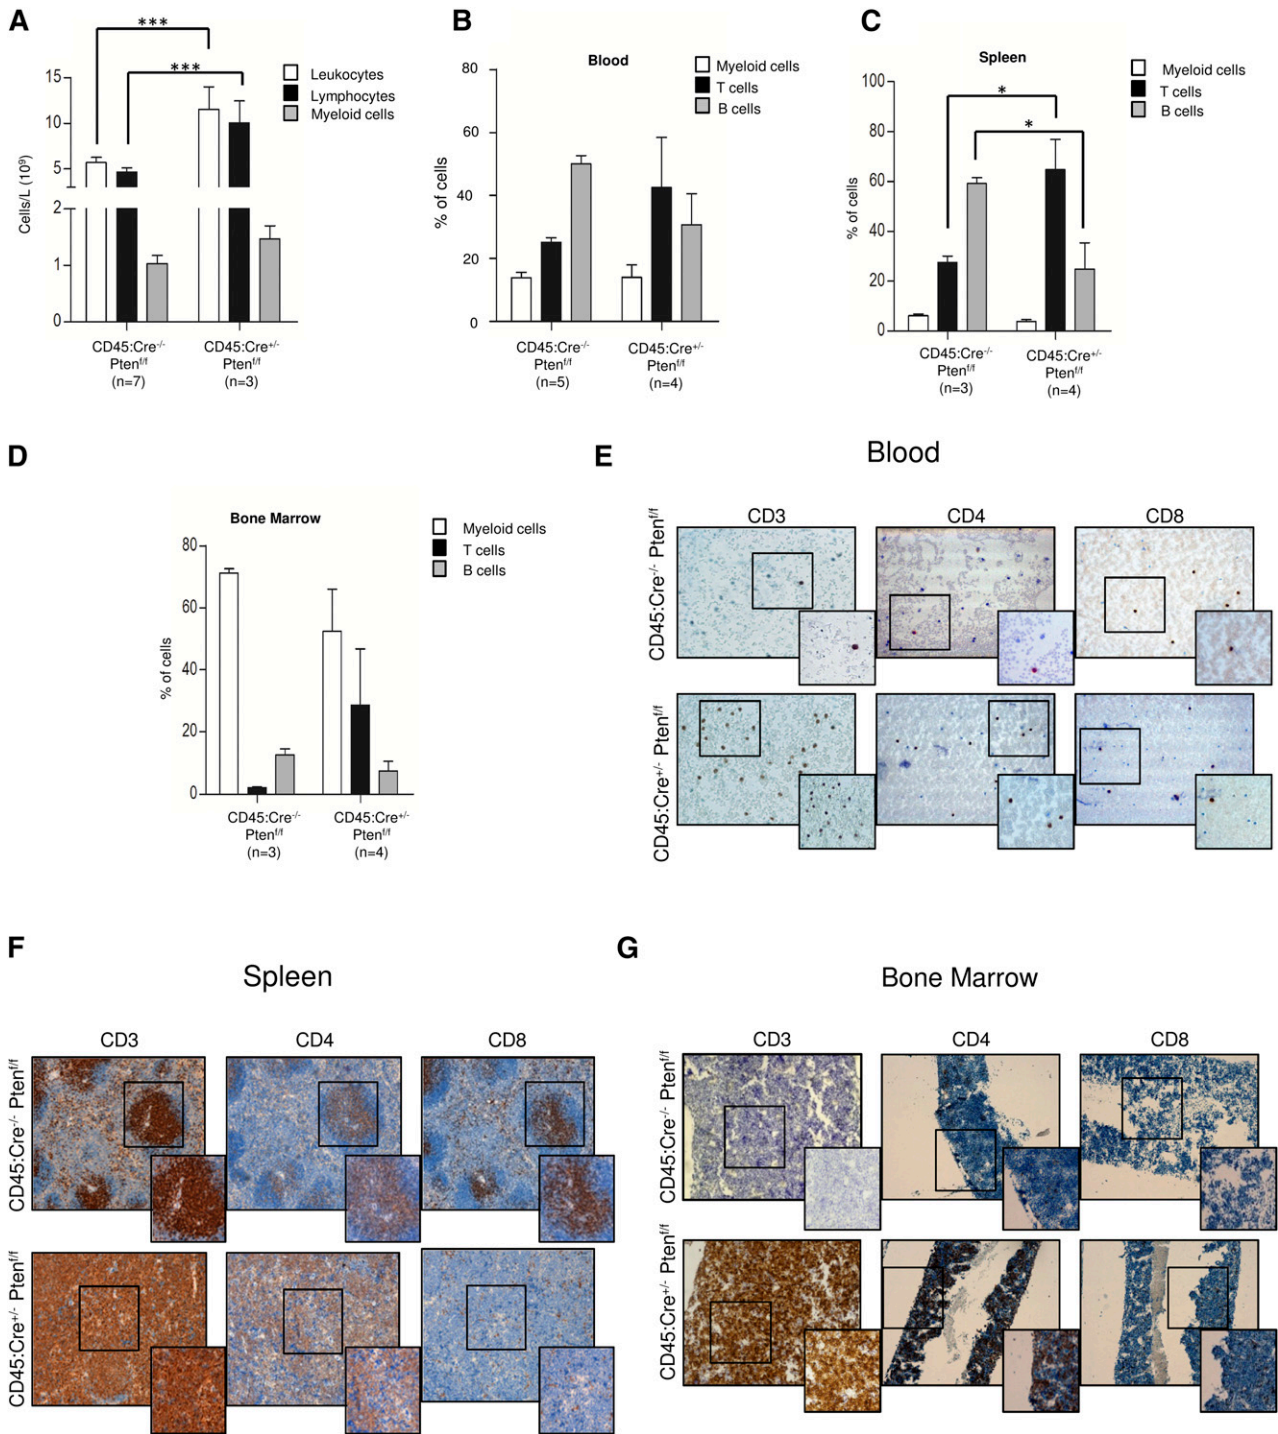 A
***
***
15
10
5
2
1
0
Cells/L (10⁹)
Leukocytes
Lymphocytes
Myeloid cells
CD45:Cre-/-
Ptenf/f
(n=7)
CD45:Cre+/-
Ptenf/f
(n=3)
B
Blood
80
60
40
20
0
% of cells
Myeloid cells
T cells
B cells
CD45:Cre-/-
Ptenf/f
(n=5)
CD45:Cre+/-
Ptenf/f
(n=4)
C
Spleen
100
80
60
40
20
0
% of cells
*
*
Myeloid cells
T cells
B cells
CD45:Cre-/-
Ptenf/f
(n=3)
CD45:Cre+/-
Ptenf/f
(n=4)
D
Bone Marrow
80
60
40
20
0
% of cells
Myeloid cells
T cells
B cells
CD45:Cre-/-
Ptenf/f
(n=3)
CD45:Cre+/-
Ptenf/f
(n=4)
E
Blood
CD3 CD4 CD8
CD45:Cre-/- Ptenf/f
CD45:Cre+/- Ptenf/f
F
Spleen
CD3 CD4 CD8
CD45:Cre-/- Ptenf/f
CD45:Cre+/- Ptenf/f
G
Bone Marrow
CD3 CD4 CD8
CD45:Cre-/- Ptenf/f
CD45:Cre+/- Ptenf/f